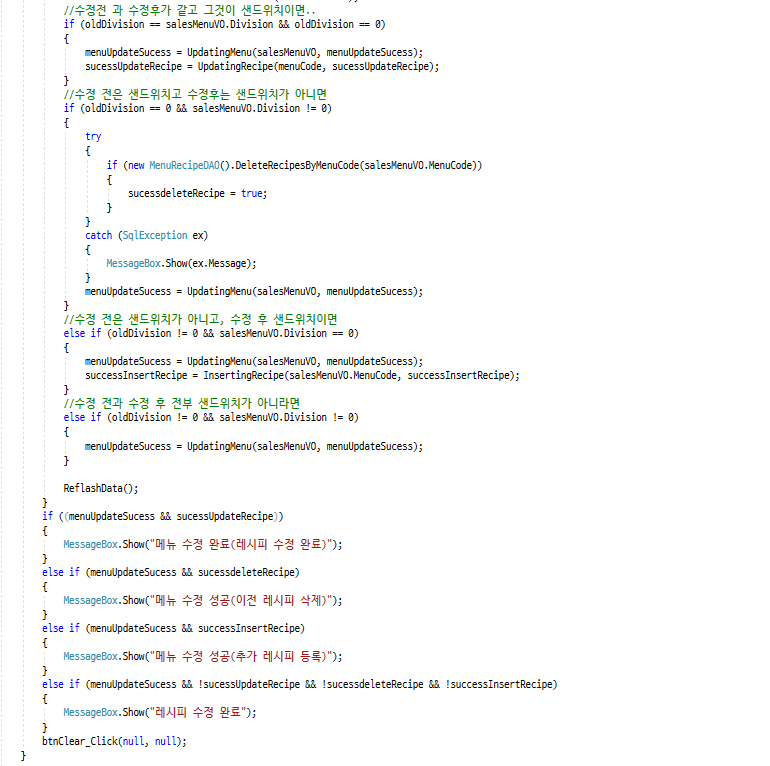 //수정전 과 수정후가 같고 그것이 샌드위치이면..
if (oldDivision == salesMenuVO.Division && oldDivision == 0)
{
menuUpdateSucess = UpdatingMenu(salesMenuVO, menuUpdateSucess);
sucessUpdateRecipe = UpdatingRecipe(menuCode, sucessUpdateRecipe);
}
//수정 전은 샌드위치고 수정후는 샌드위치가 아니면
if (oldDivision == 0 && salesMenuVO.Division != 0)
{
try
{
if (new MenuRecipeDAO().DeleteRecipesByMenuCode(salesMenuVO.MenuCode))
{
sucessdeleteRecipe = true;
}
}
catch (SqlException ex)
{
MessageBox.Show(ex.Message);
}
menuUpdateSucess = UpdatingMenu(salesMenuVO, menuUpdateSucess);
}
//수정 전은 샌드위치가 아니고, 수정 후 샌드위치이면
else if (oldDivision != 0 && salesMenuVO.Division == 0)
{
menuUpdateSucess = UpdatingMenu(salesMenuVO, menuUpdateSucess);
successInsertRecipe = InsertingRecipe(salesMenuVO.MenuCode, successInsertRecipe);
}
//수정 전과 수정 후 전부 샌드위치가 아니라면
else if (oldDivision != 0 && salesMenuVO.Division != 0)
{
menuUpdateSucess = UpdatingMenu(salesMenuVO, menuUpdateSucess);
}
ReflashData();
}
if ((menuUpdateSucess && sucessUpdateRecipe))
{
MessageBox.Show("메뉴 수정 완료(레시피 수정 완료)");
}
else if (menuUpdateSucess && sucessdeleteRecipe)
{
MessageBox.Show("메뉴 수정 성공(이전 레시피 삭제)");
}
else if (menuUpdateSucess && successInsertRecipe)
{
MessageBox.Show("메뉴 수정 성공(추가 레시피 등록)");
}
else if (menuUpdateSucess && !sucessUpdateRecipe && !sucessdeleteRecipe && !successInsertRecipe)
{
MessageBox.Show("레시피 수정 완료");
}
btnClear_Click(null, null);
}